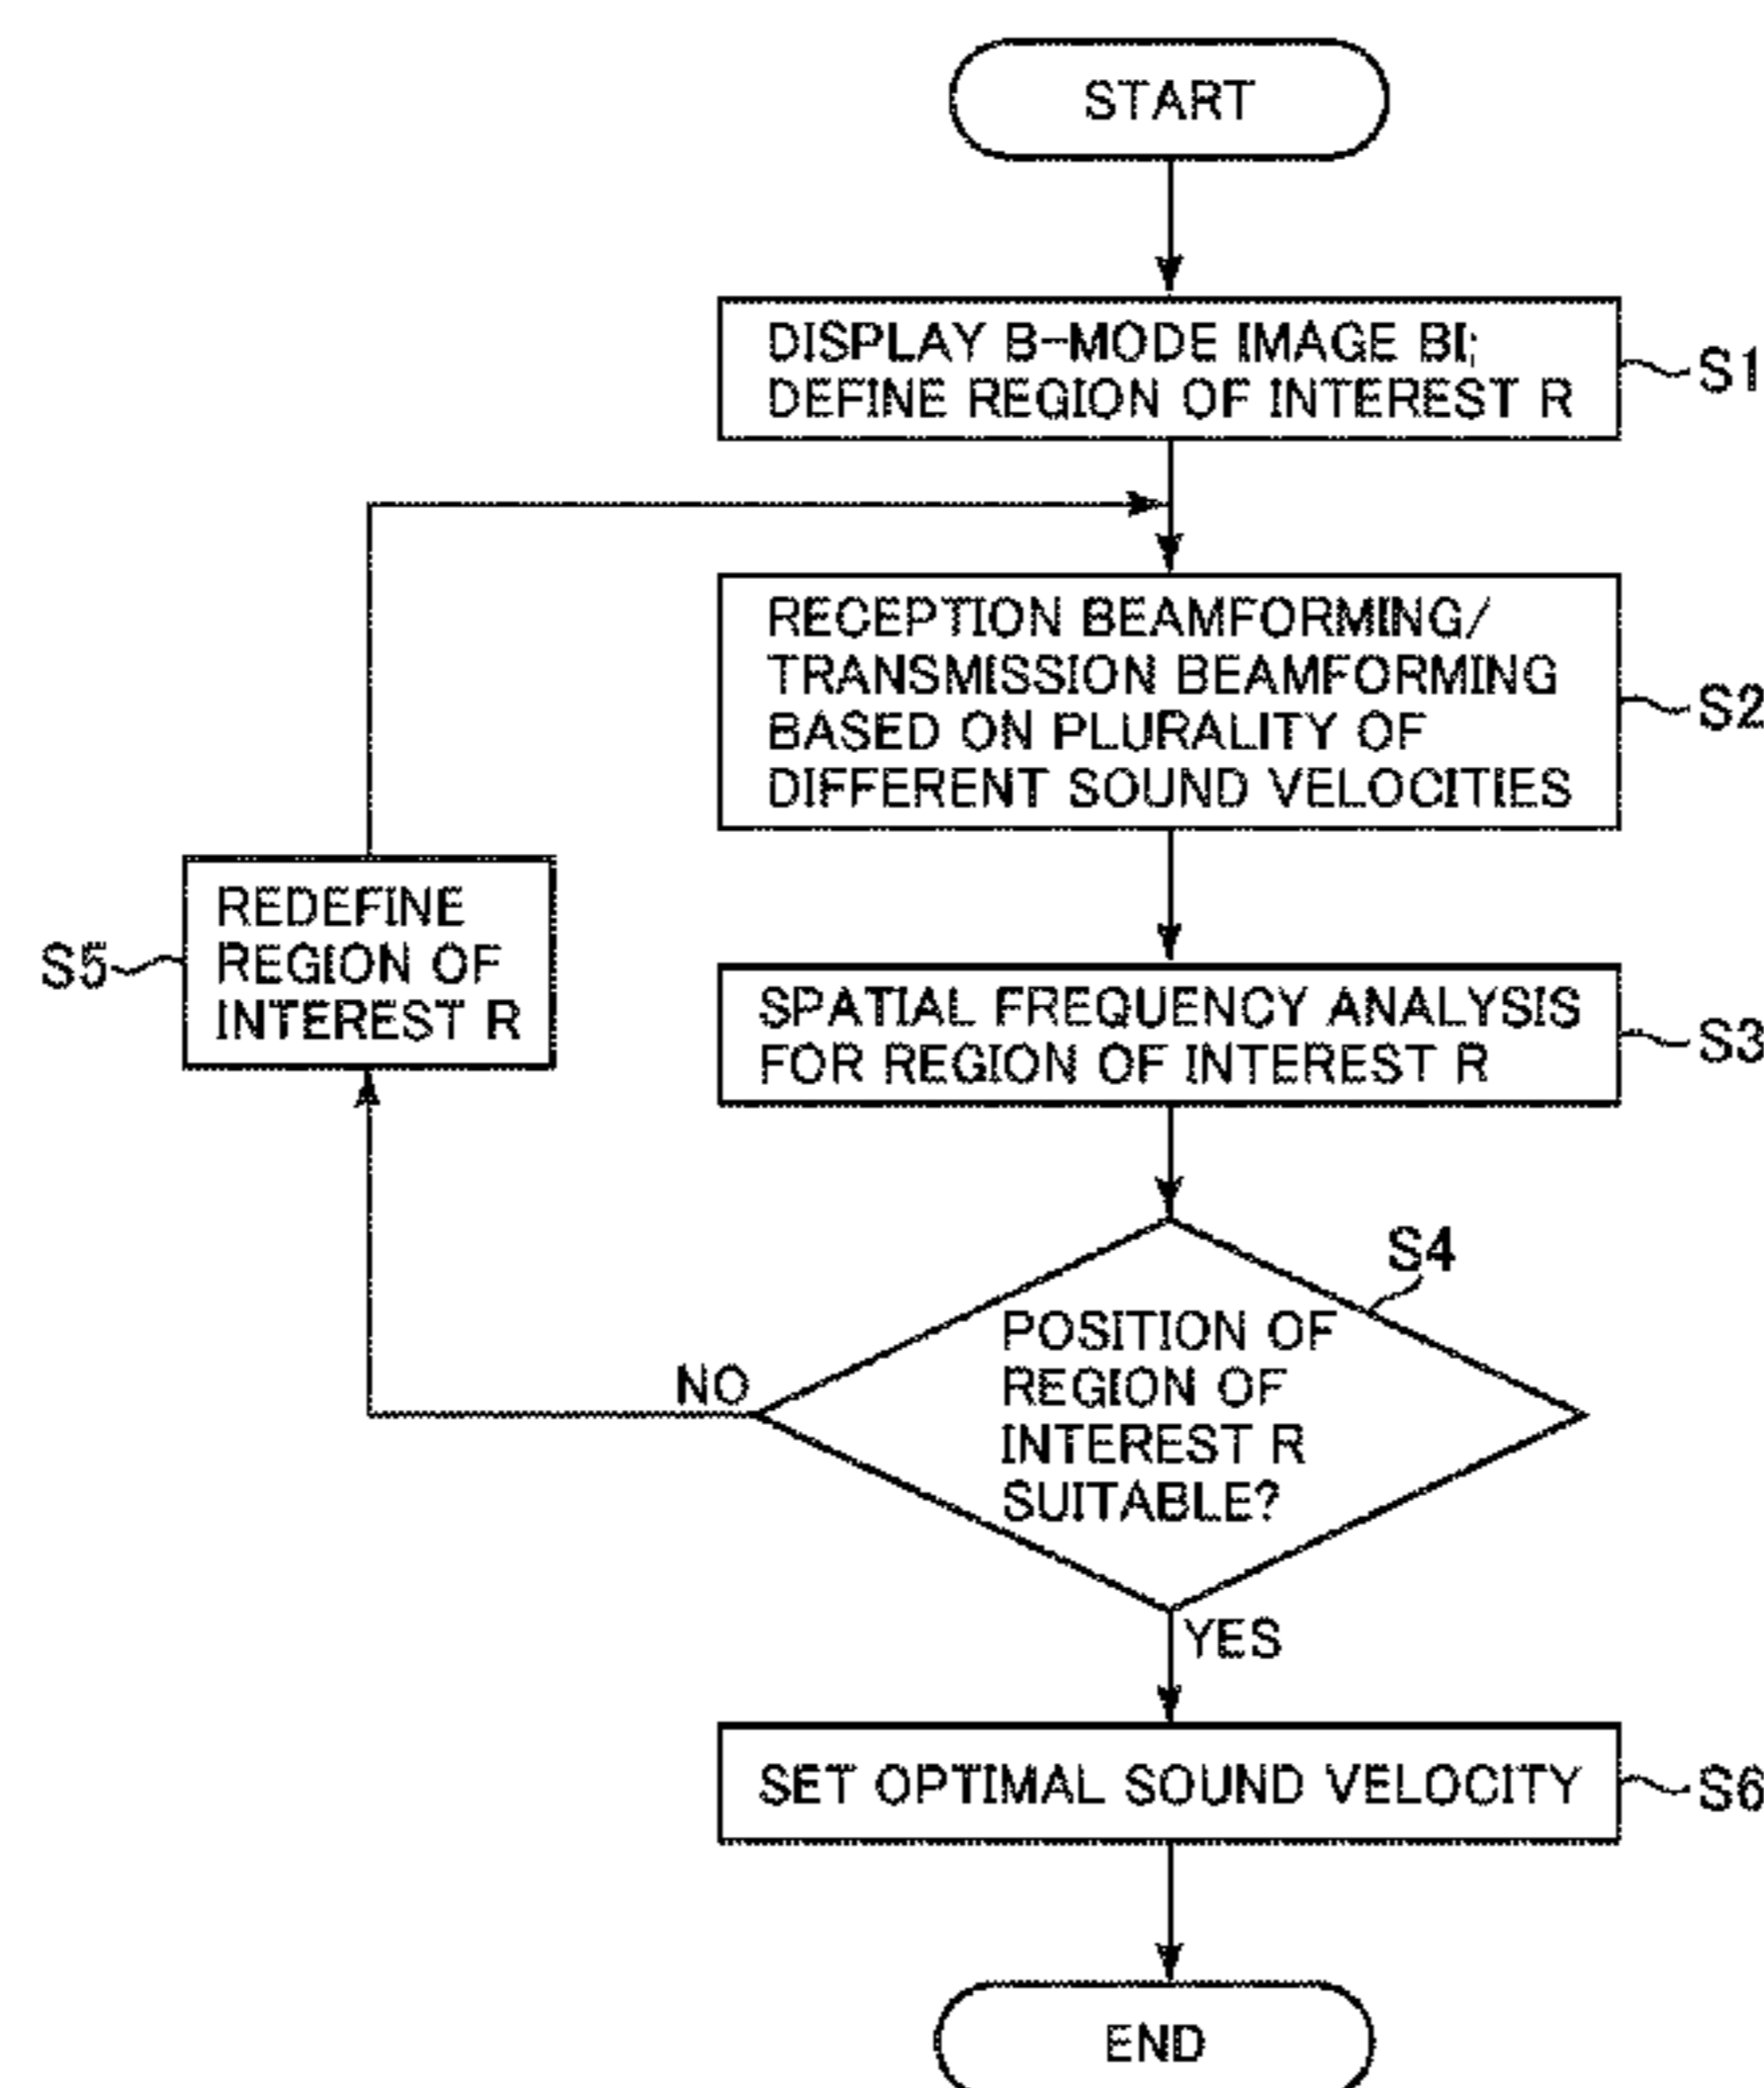 START
DISPLAY B-MODE IMAGE BI;
DEFINE REGION OF INTEREST R
S1
RECEPTION BEAMFORMING/
TRANSMISSION BEAMFORMING
BASED ON PLURALITY OF
DIFFERENT SOUND VELOCITIES
S2
REDEFINE
REGION OF
INTEREST R
S5
SPATIAL FREQUENCY ANALYSIS
FOR REGION OF INTEREST R
S3
S4
POSITION OF
REGION OF
INTEREST R
SUITABLE?
NO
YES
SET OPTIMAL SOUND VELOCITY
S6
END